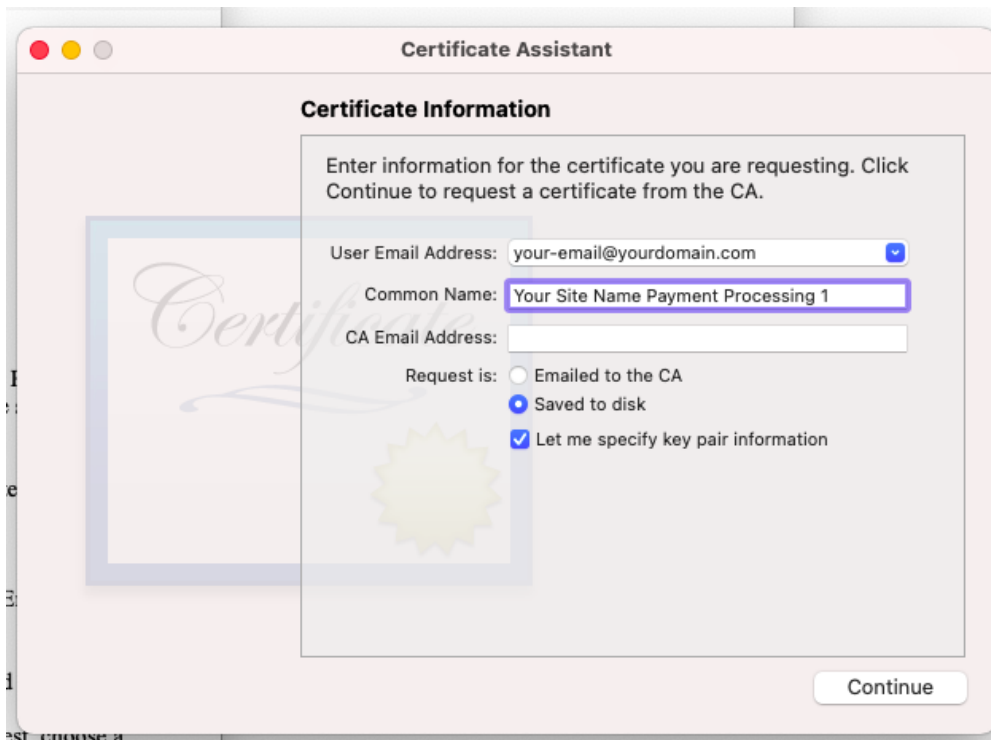 Certificate Assistant
Certificate Information
Enter information for the certificate you are requesting. Click
Continue to request a certificate from the CA.
User Email Address: your-email@yourdomain.com
Common Name: Your Site Name Payment Processing 1
CA Email Address:
Request is: Emailed to the CA
Saved to disk
Let me specify key pair information
Certificate
Continue
choose a